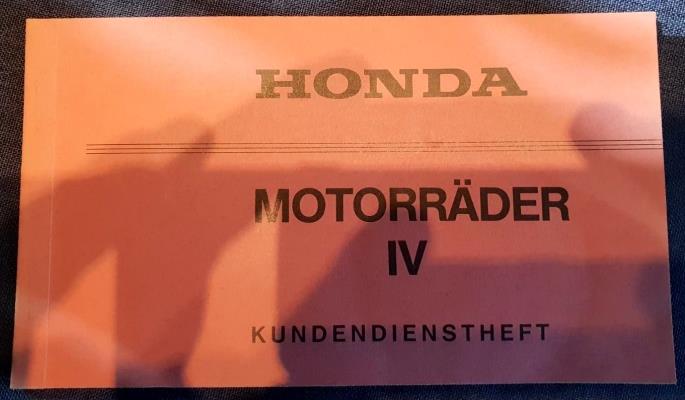 HONDA
MOTORRÄDER
IV
KUNDENDIENSTHEFT